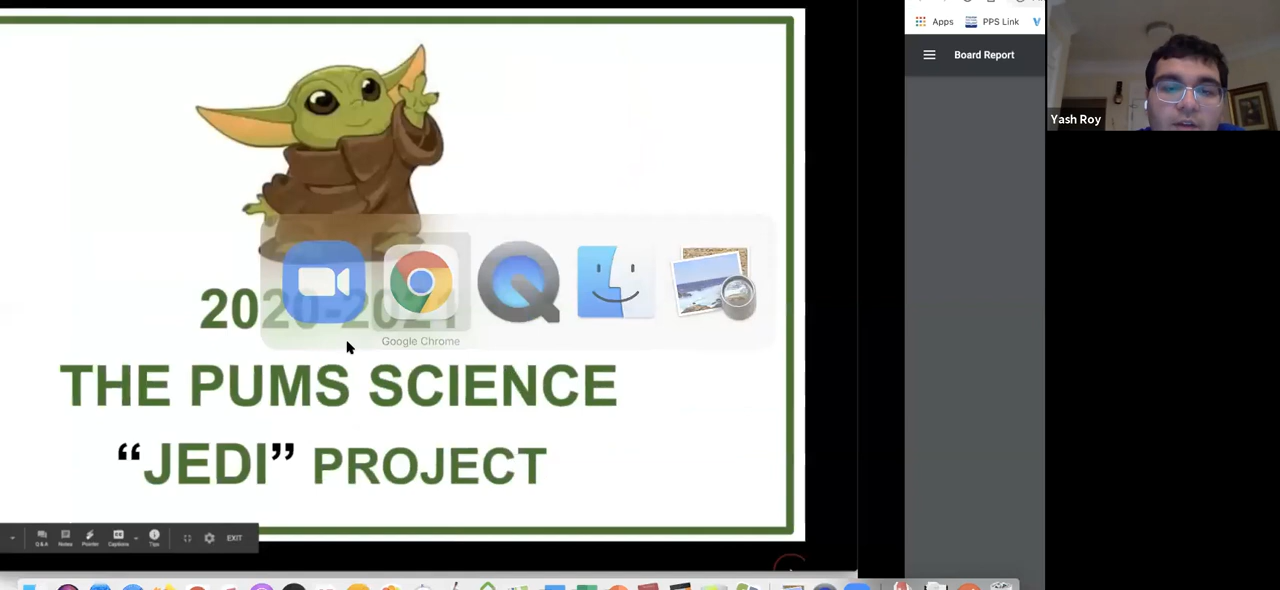 Apps PPS Link
Board Report
Yash Roy
2020-2021
Google Chrome
THE PUMS SCIENCE
“JEDI” PROJECT
Q&A Notes Pointer Captions Tips EXIT